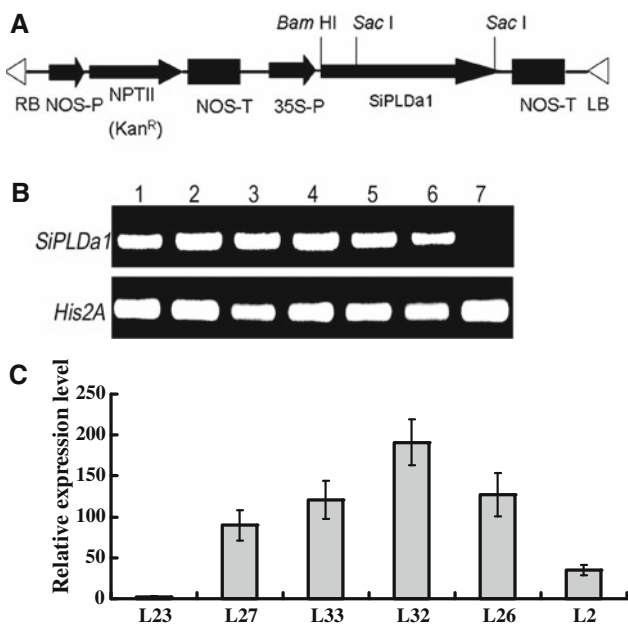 A
Bam HI Sac I Sac I
RB NOS-P NPTII NOS-T 35S-P SiPLDa1 NOS-T LB
(Kan^R)
B
1 2 3 4 5 6 7
SiPLDa1
His2A
C
Relative expression level
250
200
150
100
50
0
L23 L27 L33 L32 L26 L2